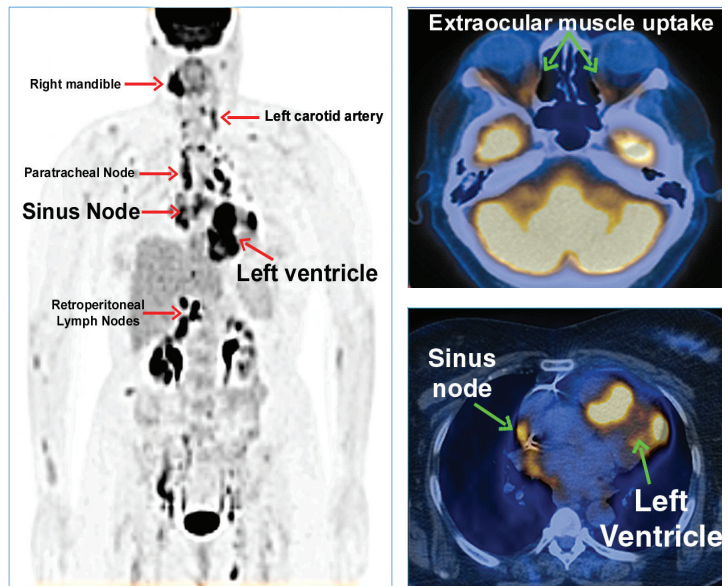 Right mandible
Left carotid artery
Paratracheal Node
Sinus Node
Left ventricle
Retroperitoneal
Lymph Nodes
Extraocular muscle uptake
Sinus
node
Left
Ventricle